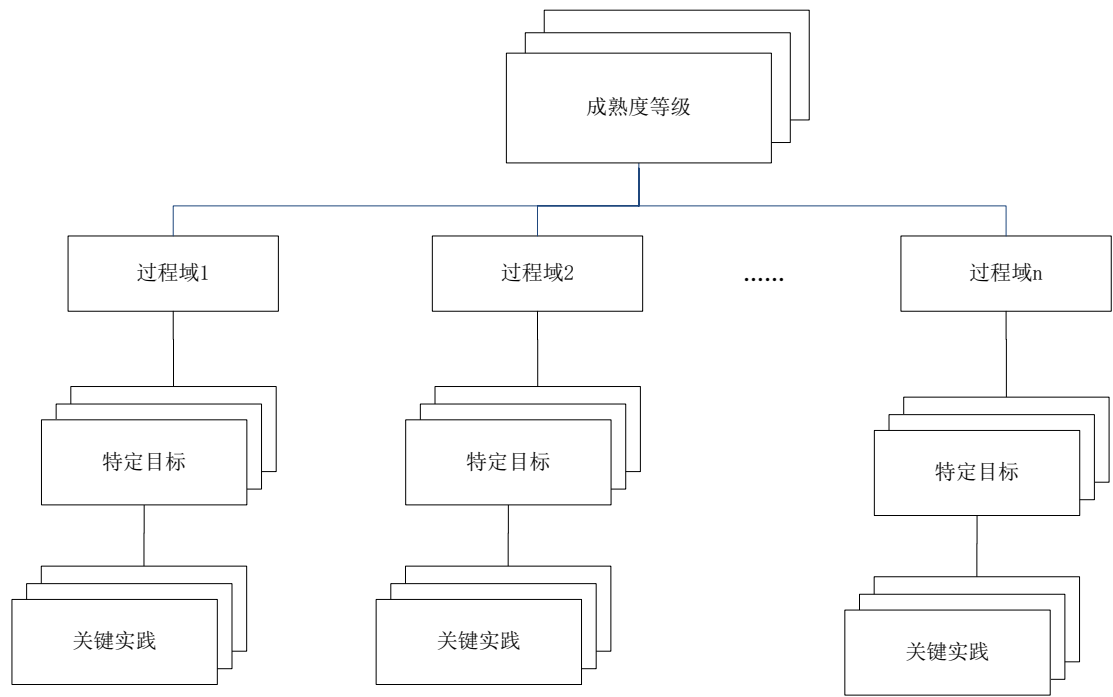 成熟度等级
过程域1
过程域2
……
过程域n
特定目标
特定目标
特定目标
关键实践
关键实践
关键实践